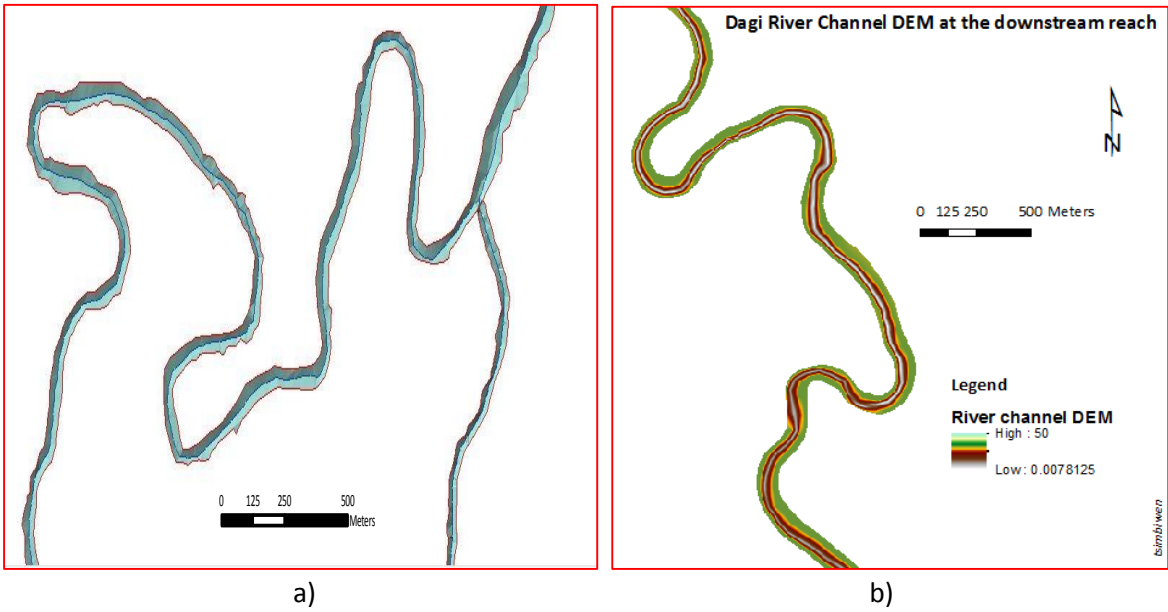 Dagi River Channel DEM at the downstream reach
N
0 125 250 500 Meters
Legend
River channel DEM
High : 50
Low : 0.0078125
tsimbiwen
0 125 250 500
Meters
a) b)